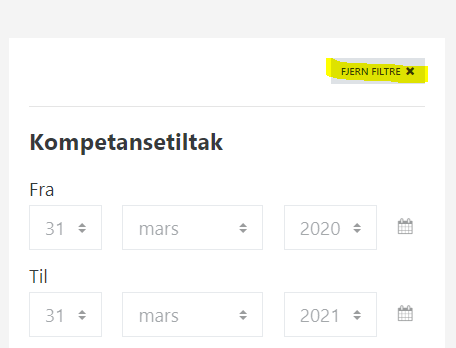 FJERN FILTRE ✖
Kompetansetiltak
Fra
31 mars 2020
Til
31 mars 2021